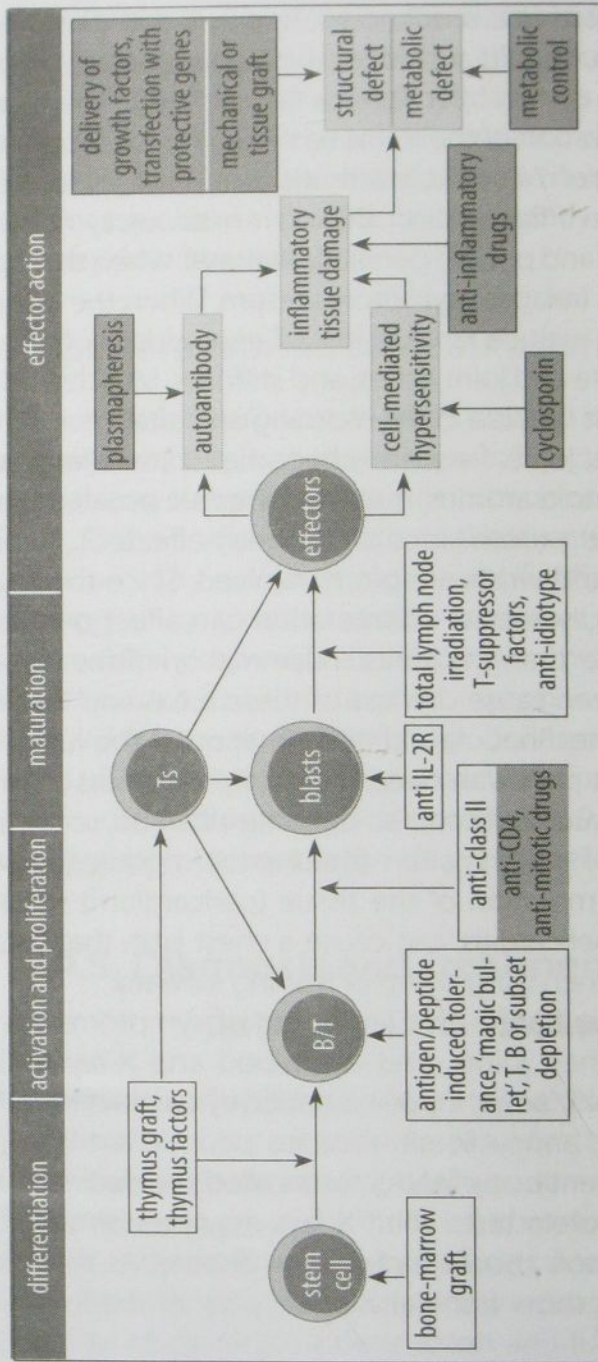 differentiation
activation and proliferation
maturation
effector action
thymus graft,
thymus factors
stem
cell
bone-marrow
graft
B/T
antigen/peptide
induced toler-
ance, 'magic bul-
let', T, B or subset
depletion
Ts
blasts
anti-class II
anti-CD4,
anti-mitotic drugs
anti IL-2R
total lymph node
irradiation,
T-suppressor
factors,
anti-idiotype
effectors
plasmapheresis
autoantibody
cell-mediated
hypersensitivity
cyclosporin
inflammatory
tissue damage
anti-inflammatory
drugs
delivery of
growth factors,
transfection with
protective genes
mechanical or
tissue graft
structural
defect
metabolic
defect
metabolic
control